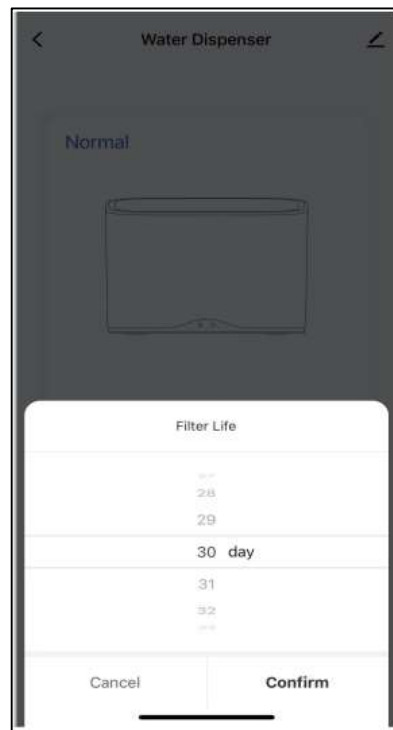 Water Dispenser
Normal
Filter Life
28
29
30 day
31
32
Cancel
Confirm